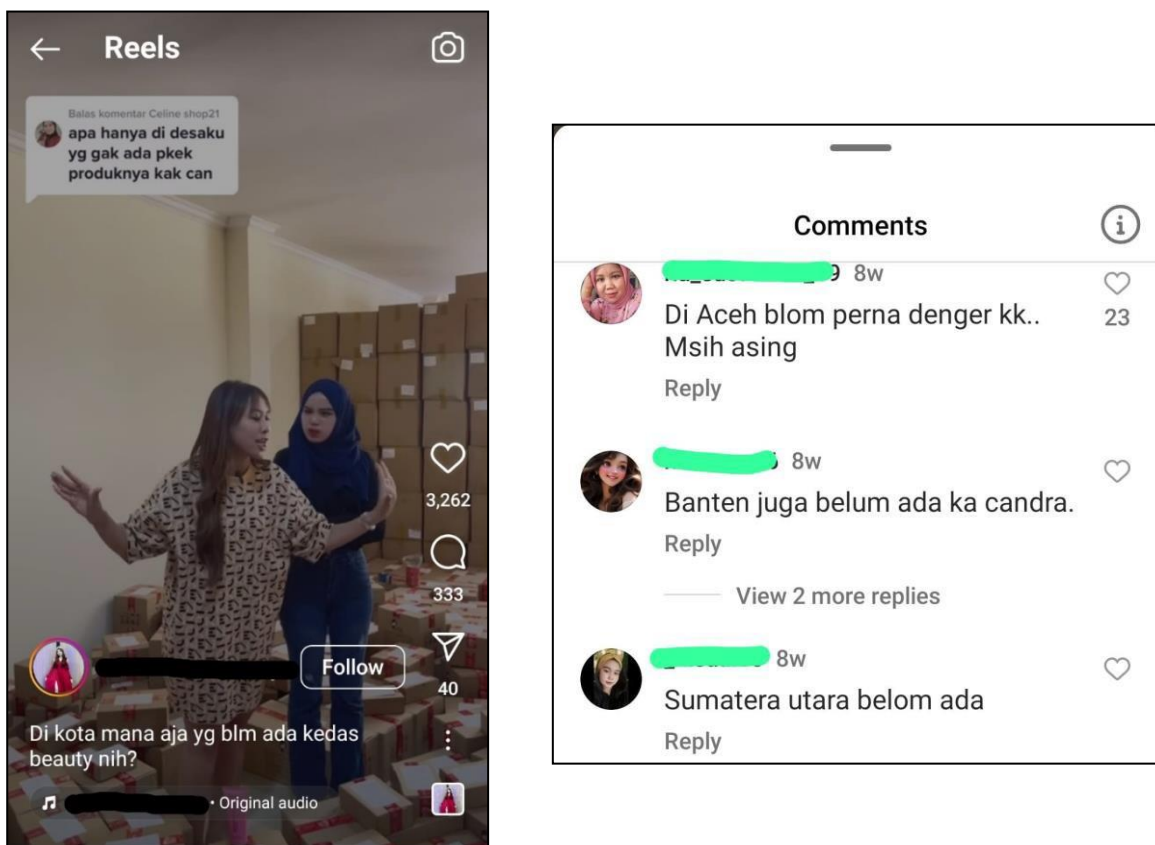 Reels
Balas komentar Celine shop21
apa hanya di desaku
yg gak ada pkek
produknya kak can
3,262
333
Follow
40
Di kota mana aja yg blm ada kedas
beauty nih?
• Original audio
Comments
9 8w
Di Aceh blom perna denger kk..
Msih asing
23
Reply
8w
Banten juga belum ada ka candra.
Reply
View 2 more replies
8w
Sumatera utara belom ada
Reply